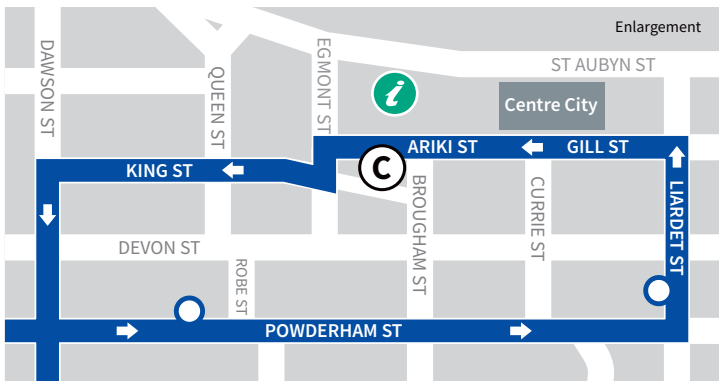 Enlargement
DAWSON ST
QUEEN ST
EGMONT ST
ST AUBYN ST
i
Centre City
ARIKI ST
GILL ST
KING ST
C
BROUGHAM ST
CURRIE ST
LIARDET ST
DEVON ST
ROBE ST
POWDERHAM ST